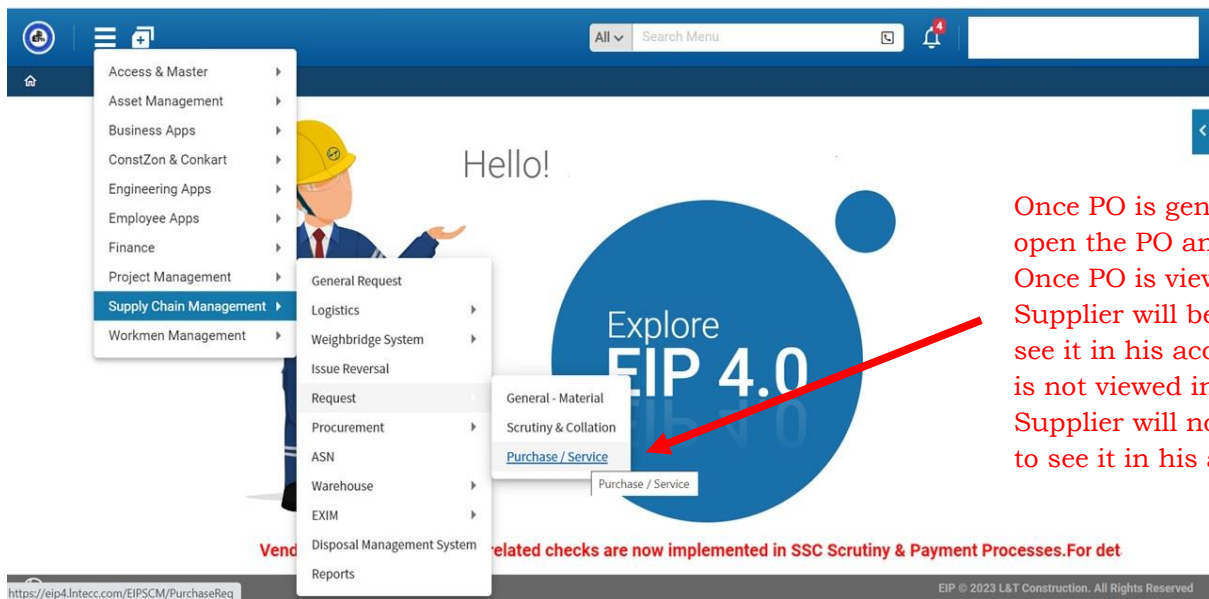 All
Search Menu
4
Access & Master
Asset Management
Business Apps
ConstZon & Conkart
Engineering Apps
Employee Apps
Finance
Project Management
Supply Chain Management
Workmen Management
Hello!
General Request
Logistics
Weighbridge System
Issue Reversal
Request
Procurement
ASN
Warehouse
EXIM
Disposal Management System
Reports
General - Material
Scrutiny & Collation
Purchase / Service
Purchase / Service
Explore
EIP 4.0
Once PO is gen
open the PO an
Once PO is view
Supplier will be
see it in his acc
is not viewed in
Supplier will no
to see it in his a
Vend
related checks are now implemented in SSC Scrutiny & Payment Processes.For det
https://eip4.lntecc.com/EIPSCM/PurchaseReq
EIP © 2023 L&T Construction. All Rights Reserved